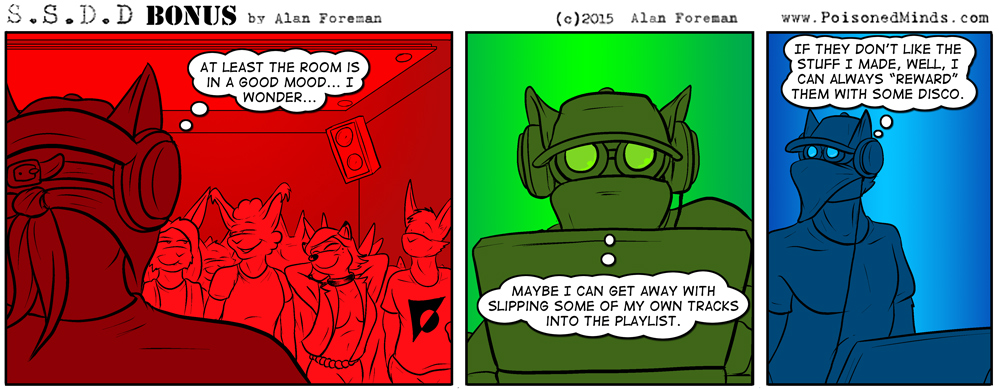 S.S.D.D BONUS by Alan Foreman (c)2015 Alan Foreman www.PoisonedMinds.com
AT LEAST THE ROOM IS
IN A GOOD MOOD... I
WONDER...
MAYBE I CAN GET AWAY WITH
SLIPPING SOME OF MY OWN TRACKS
INTO THE PLAYLIST.
IF THEY DON'T LIKE THE
STUFF I MADE, WELL, I
CAN ALWAYS "REWARD"
THEM WITH SOME DISCO.